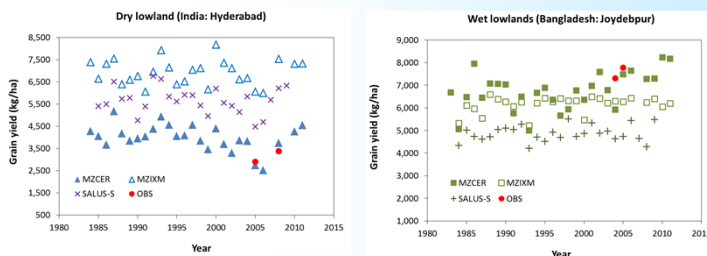 Dry lowland (India: Hyderabad)
Grain yield (kg/ha)
8,500
7,500
6,500
5,500
4,500
3,500
2,500
1,500
500
MZCER
MZIXM
SALUS-S
OBS
1980 1985 1990 1995 2000 2005 2010 2015
Year
Wet lowlands (Bangladesh: Joydebpur)
Grain yield (kg/ha)
9,000
8,000
7,000
6,000
5,000
4,000
3,000
2,000
1,000
MZCER
MZIXM
SALUS-S
OBS
1980 1985 1990 1995 2000 2005 2010 2015
Year